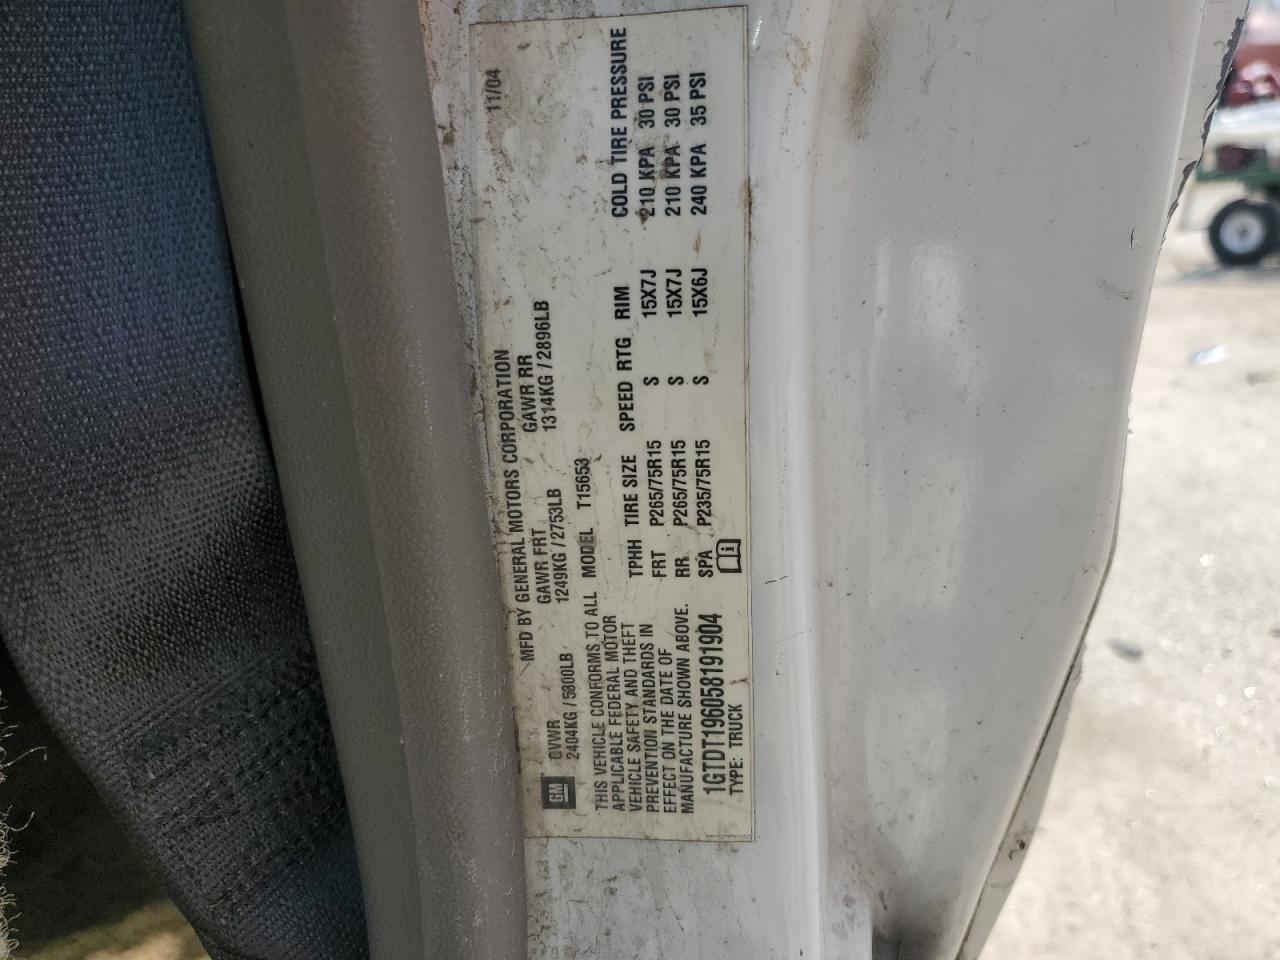 MFD BY GENERAL MOTORS CORPORATION 11/04
GVWR GAWR FRT GAWR RR
2404KG / 5300LB 1249KG / 2753LB 1314KG / 2896LB
GM
THIS VEHICLE CONFORMS TO ALL
APPLICABLE FEDERAL MOTOR
VEHICLE SAFETY AND THEFT
PREVENTION STANDARDS IN
EFFECT ON THE DATE OF
MANUFACTURE SHOWN ABOVE.
1GTDT196058191904
TYPE: TRUCK
MODEL T15653
TPHH TIRE SIZE SPEED RTG RIM COLD TIRE PRESSURE
FRT P265/75R15 S 15X7J 210 KPA 30 PSI
RR P265/75R15 S 15X7J 210 KPA 30 PSI
SPA P235/75R15 S 15X6J 240 KPA 35 PSI